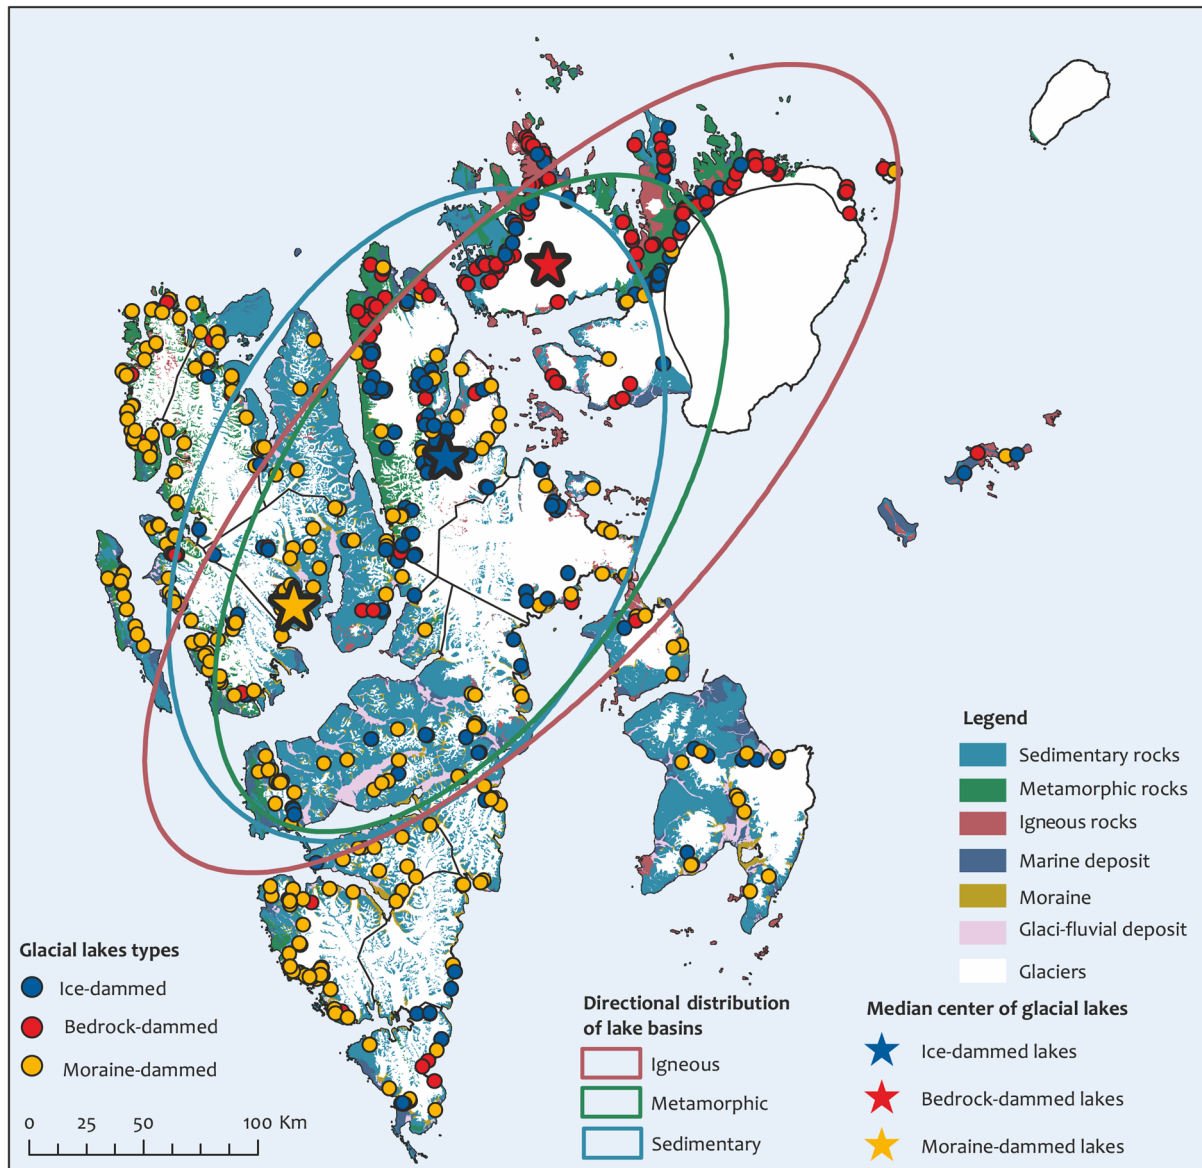 Legend
Sedimentary rocks
Metamorphic rocks
Igneous rocks
Marine deposit
Moraine
Glaci-fluvial deposit
Glaciers
Glacial lakes types
Ice-dammed
Bedrock-dammed
Moraine-dammed
0 25 50 100 Km
Directional distribution
of lake basins
Igneous
Metamorphic
Sedimentary
Median center of glacial lakes
Ice-dammed lakes
Bedrock-dammed lakes
Moraine-dammed lakes